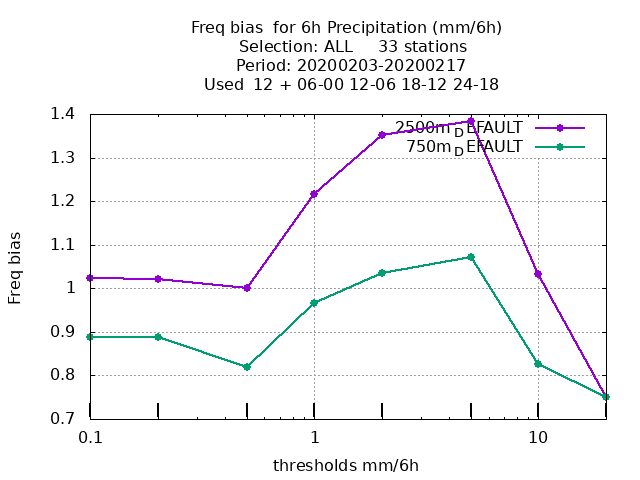 Freq bias  for 6h Precipitation (mm/6h)
Selection: ALL     33 stations
Period: 20200203-20200217
Used  12 + 06-00 12-06 18-12 24-18
2500m_DEFAULT
750m_DEFAULT
1.4
1.3
1.2
1.1
1
0.9
0.8
0.7
Freq bias
0.1
1
10
thresholds mm/6h